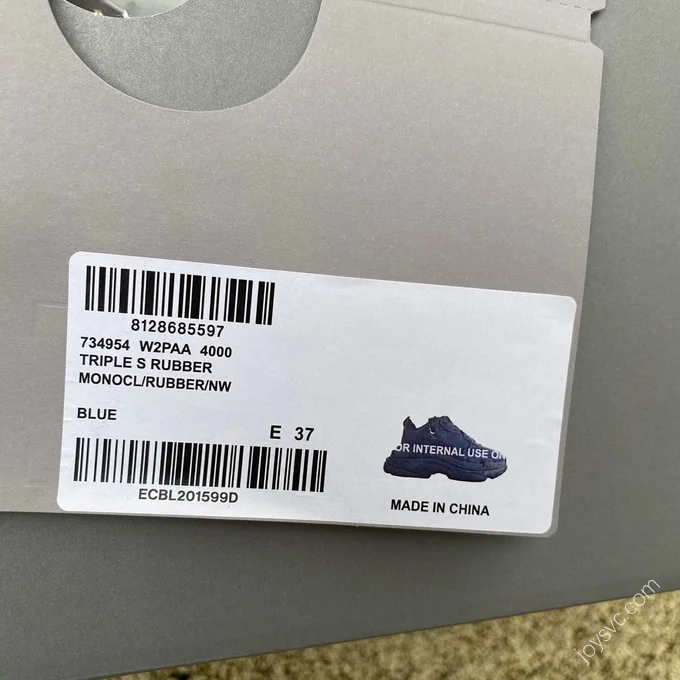 8128685597
734954 W2PAA 4000
TRIPLE S RUBBER
MONOCL/RUBBER/NW
BLUE
E 37
ECBL201599D
OR INTERNAL USE ON
MADE IN CHINA
joysvc.com